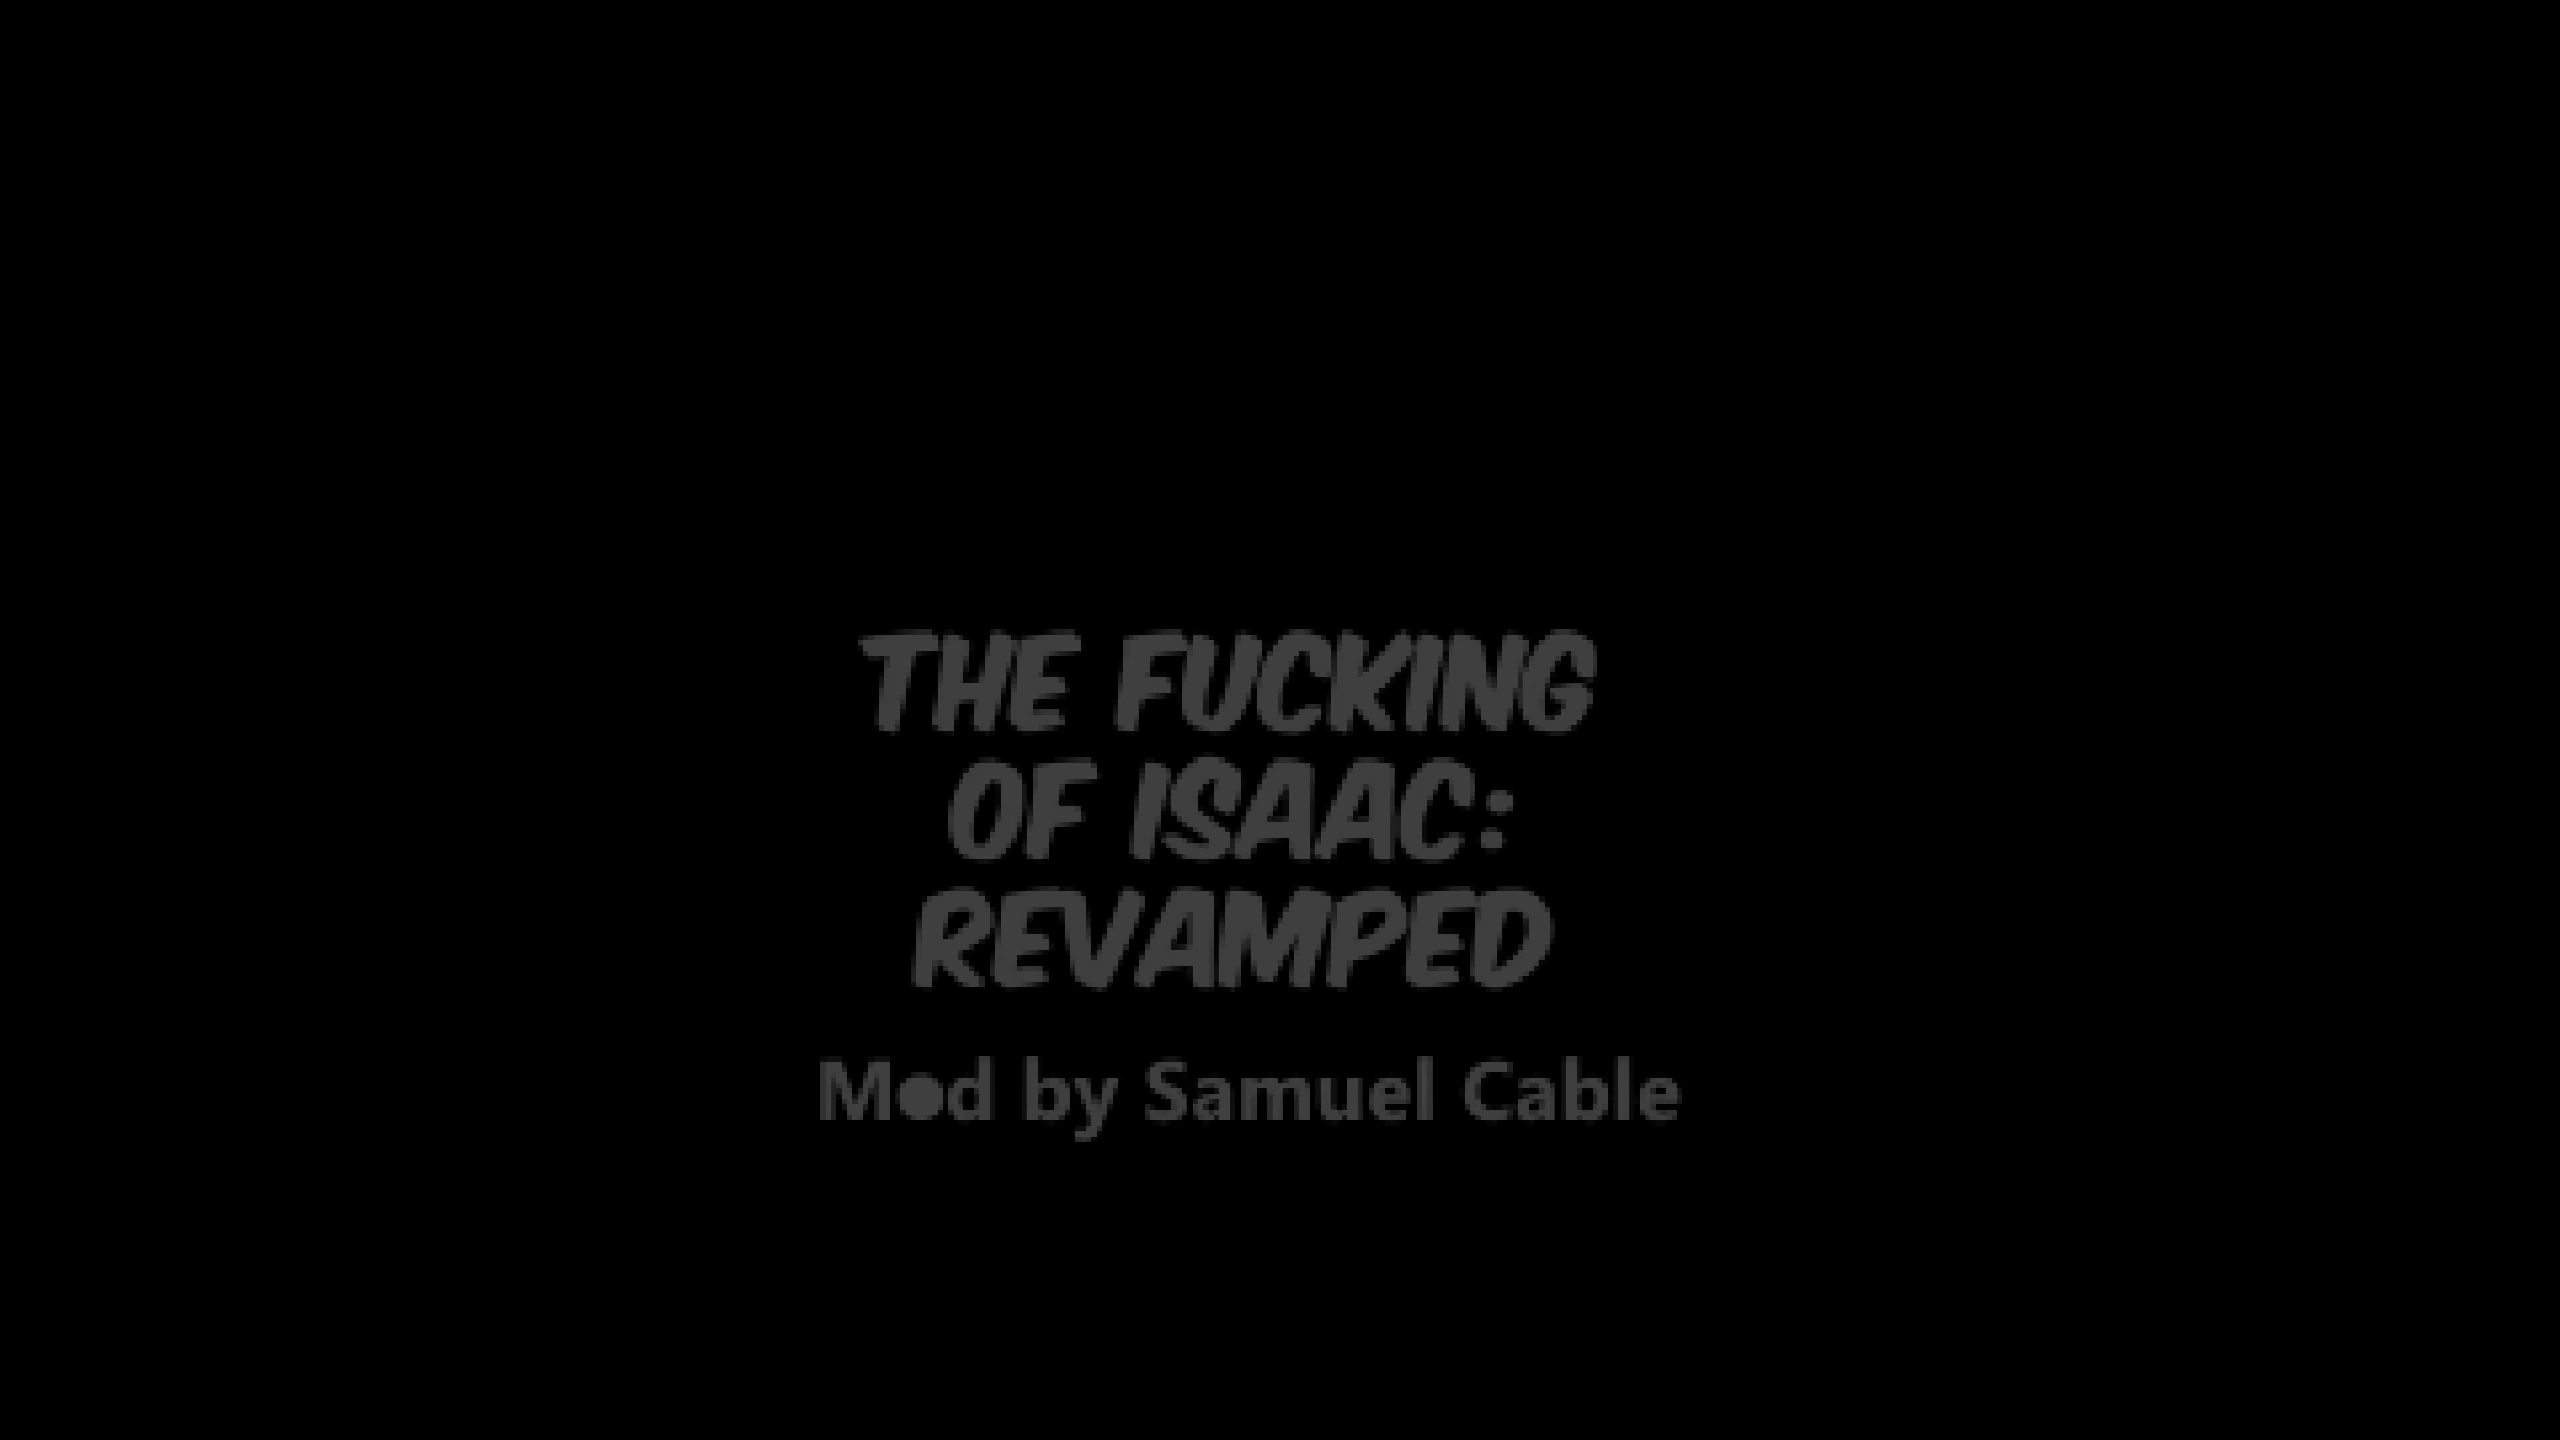 THE FUCKING
OF ISAAC:
REVAMPED
Mod by Samuel Cable